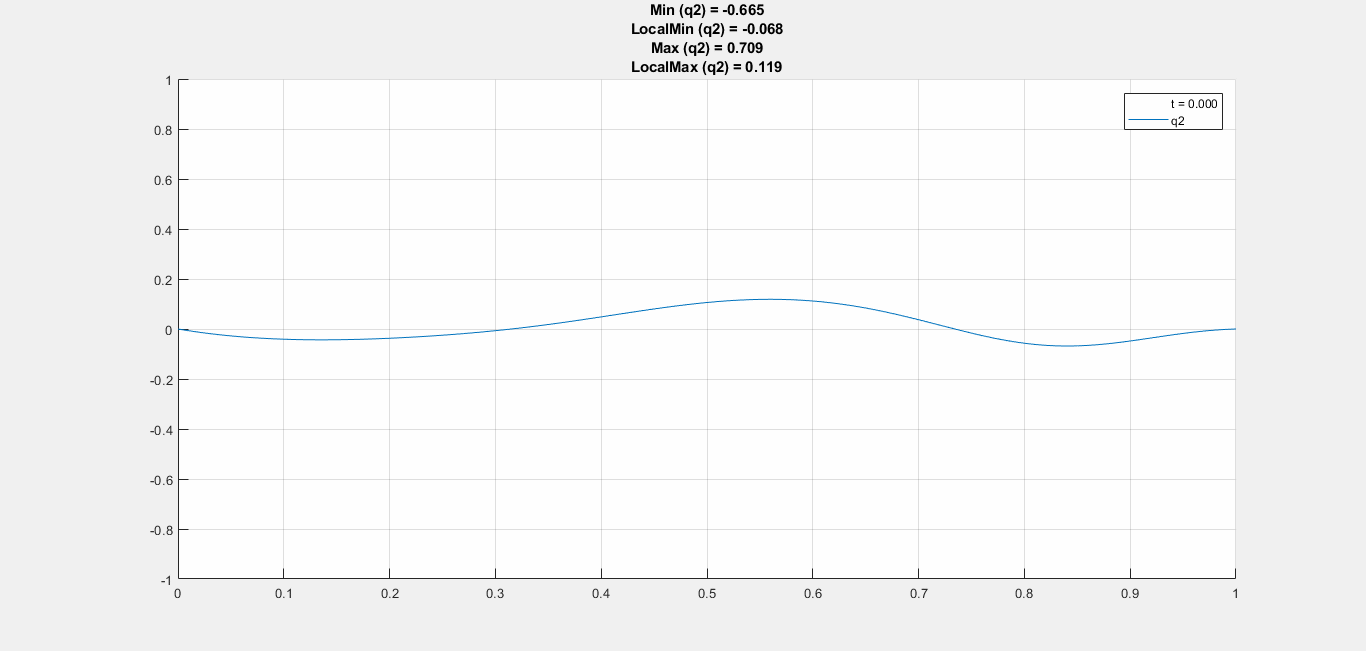 Min (q2) = -0.665
LocalMin (q2) = -0.068
Max (q2) = 0.709
LocalMax (q2) = 0.119
t = 0.000
q2
1
0.8
0.6
0.4
0.2
0
-0.2
-0.4
-0.6
-0.8
-1
0 0.1 0.2 0.3 0.4 0.5 0.6 0.7 0.8 0.9 1